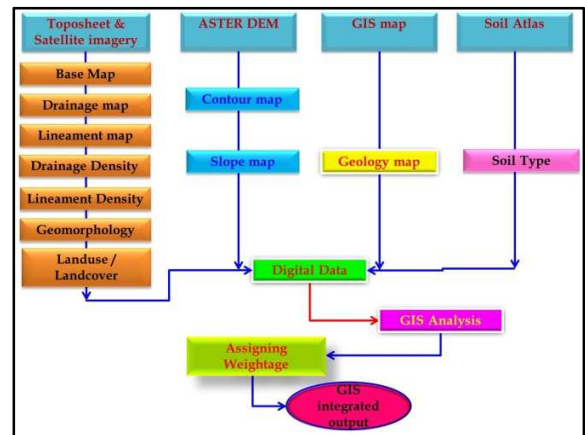 Toposheet &
Satellite imagery
ASTER DEM
GIS map
Soil Atlas
Base Map
Drainage map
Lineament map
Drainage Density
Lineament Density
Geomorphology
Landuse /
Landcover
Contour map
Slope map
Geology map
Soil Type
Digital Data
GIS Analysis
Assigning
Weightage
GIS
integrated
output